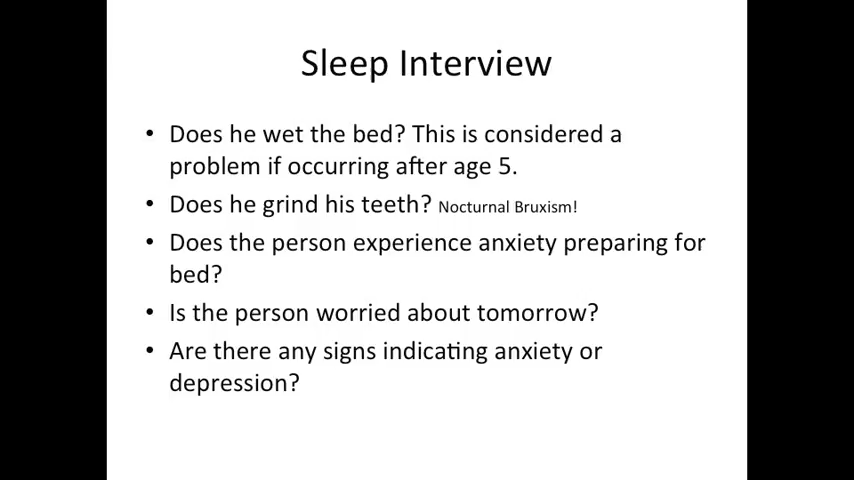 Sleep Interview
• Does he wet the bed? This is considered a
problem if occurring after age 5.
• Does he grind his teeth? Nocturnal Bruxism!
• Does the person experience anxiety preparing for
bed?
• Is the person worried about tomorrow?
• Are there any signs indicating anxiety or
depression?